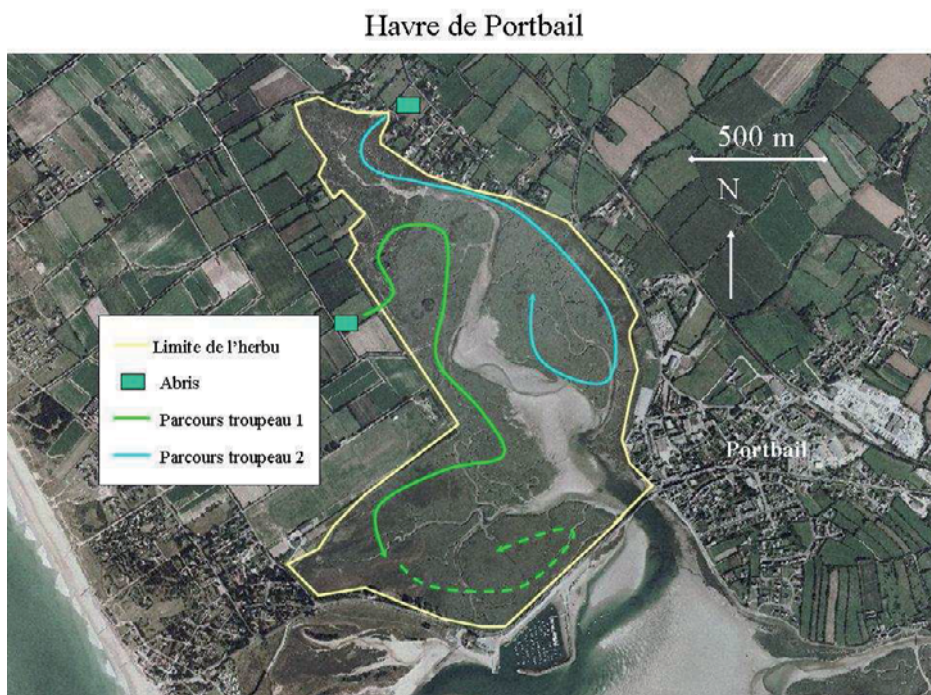 Havre de Portbail
500 m
N
Limite de l'herbu
Abris
Parcours troupeau 1
Parcours troupeau 2
Portbail